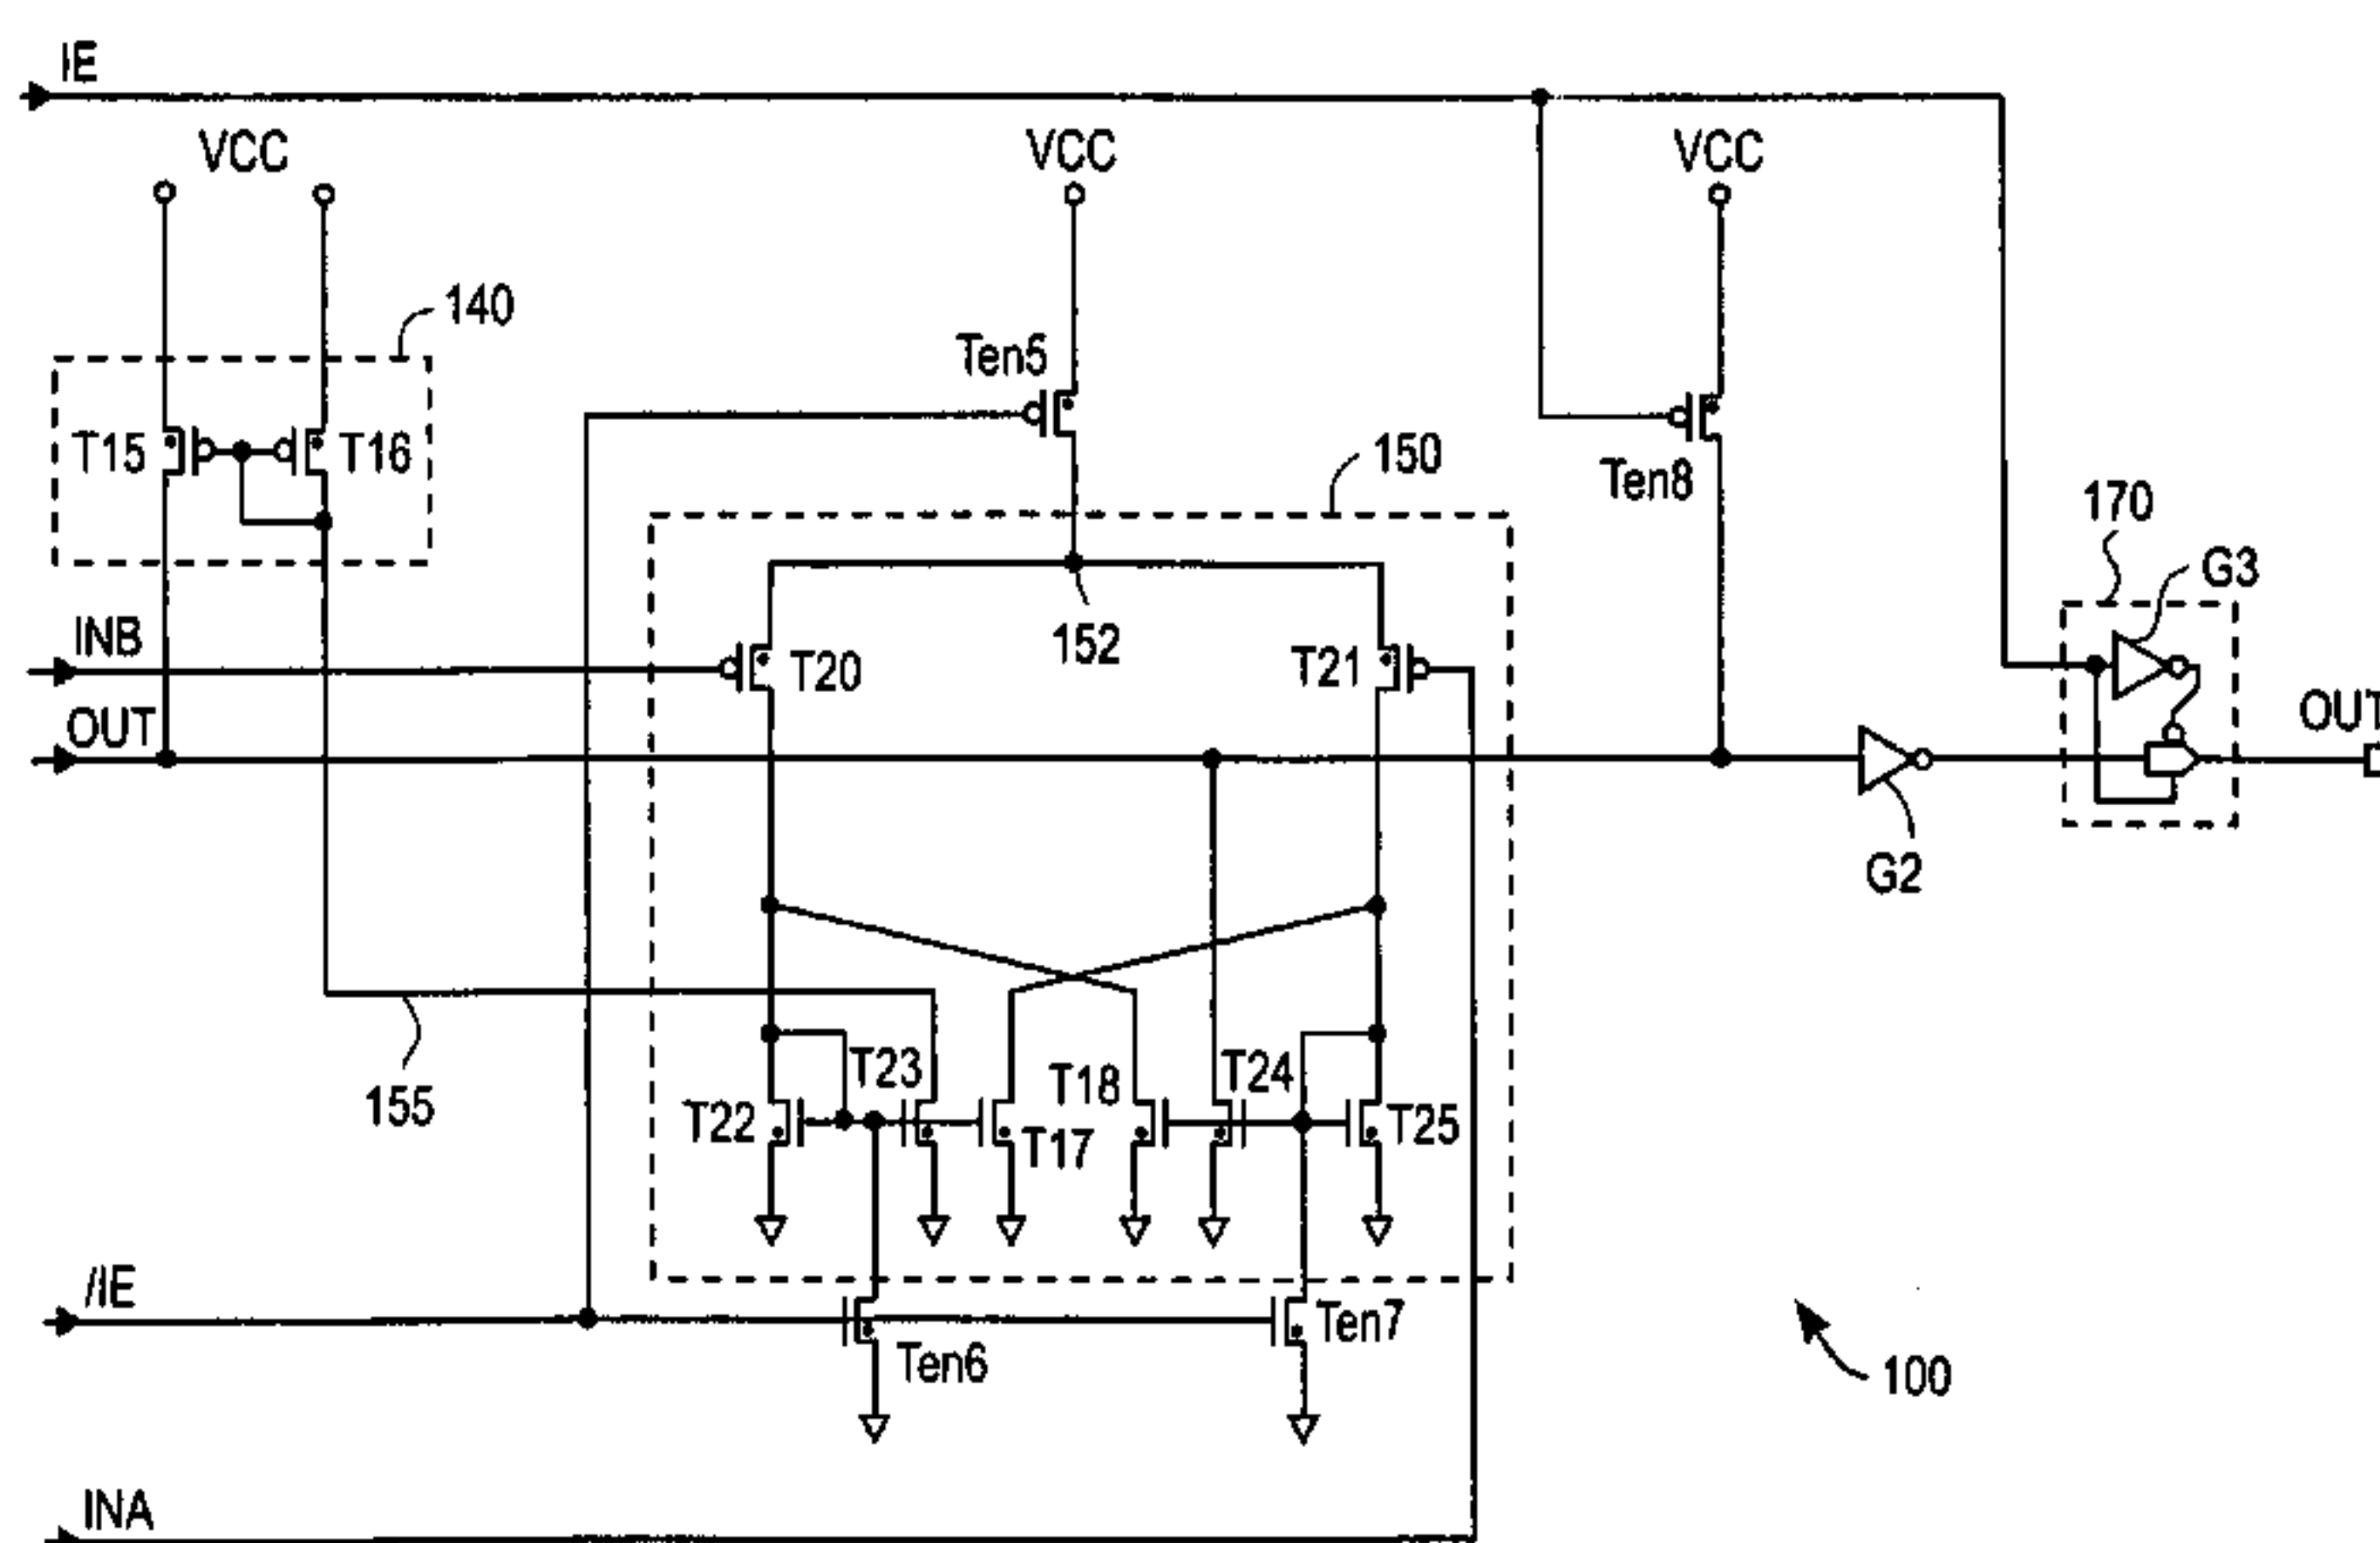 IE
VCC
VCC
VCC
140
Ten5
T15
T16
150
Ten8
170
G3
INB
T20
152
T21
OUT
OUT
G2
T23
T18
T24
155
T22
T17
T25
/IE
Ten6
Ten7
100
INA